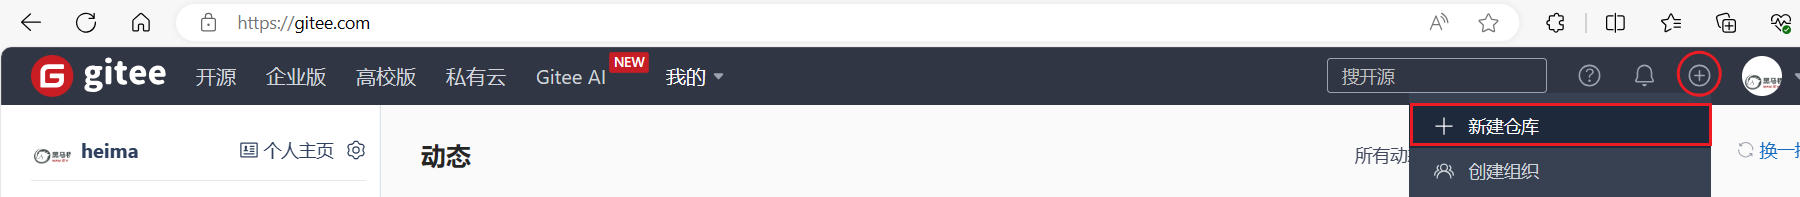 https://gitee.com
gitee 开源 企业版 高校版 私有云 Gitee AI NEW 我的 搜开源
新建仓库
heima 个人主页 动态 所有动 换一
创建组织